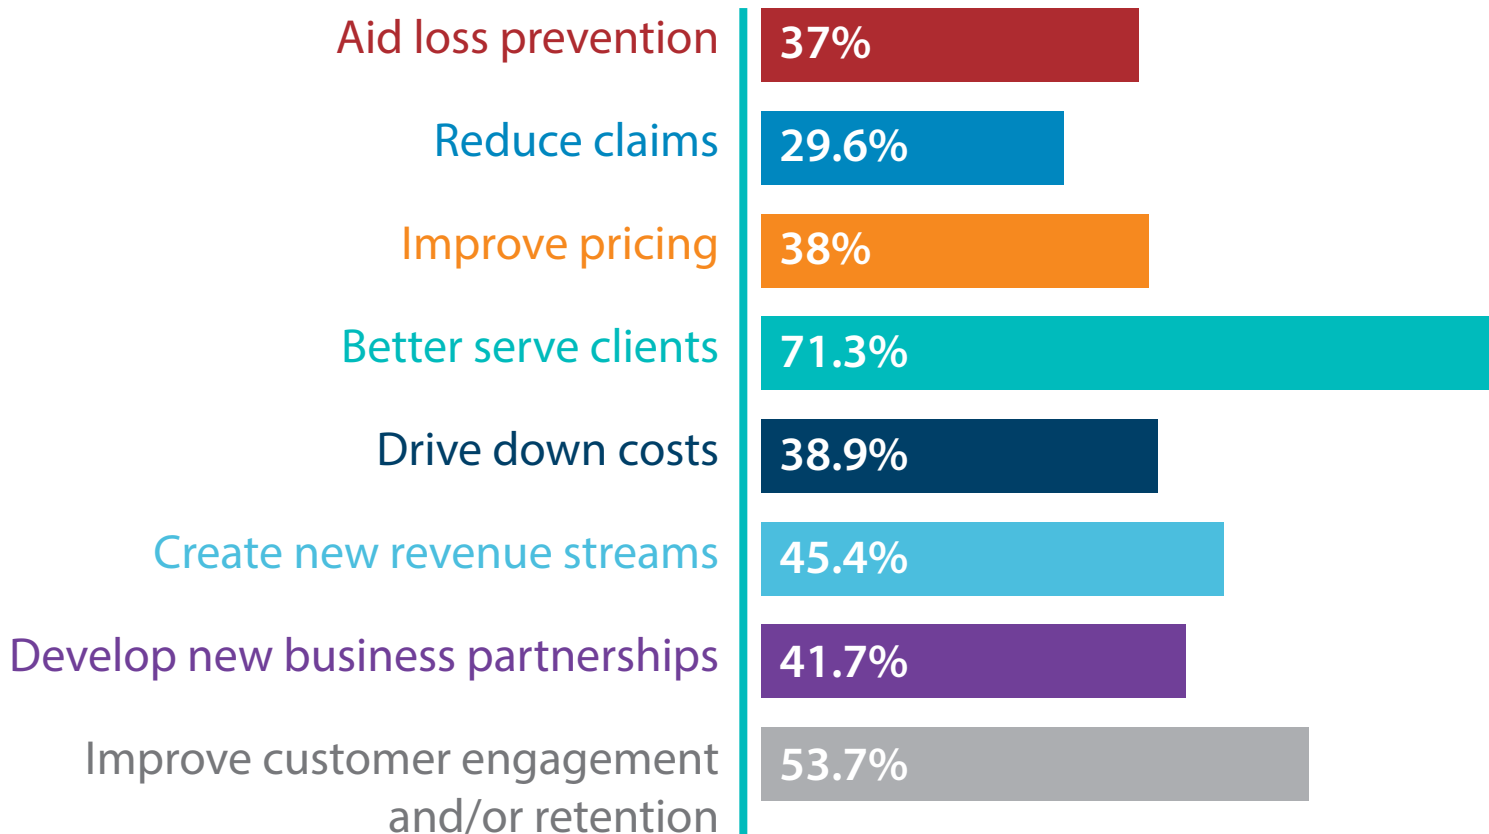 Aid loss prevention 37%
Reduce claims 29.6%
Improve pricing 38%
Better serve clients 71.3%
Drive down costs 38.9%
Create new revenue streams 45.4%
Develop new business partnerships 41.7%
Improve customer engagement 53.7%
and/or retention